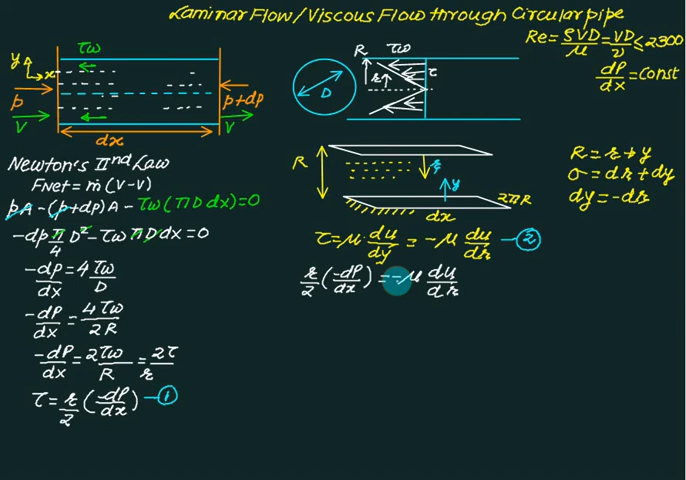 Laminar Flow/Viscous Flow through Circular pipe
Re = ρVD/μ = VD/ν ≤ 2300
dp/dx = Const
τw
y
x
p
p+dp
V
V
dx
R
τw
τ
r
D
R
r
y
2πR
dx
R = r + y
0 = dr + dy
dy = -dr
Newton's IInd Law
FNet = ṁ(V-V)
pA - (p+dp)A - τw(πD dx) = 0
-dp π/4 D² - τw πD dx = 0
-dp/dx = 4 τw/D
-dp/dx = 4τw/2R
-dp/dx = 2τw/R = 2τ/r
τ = r/2 (-dp/dx) —①
τ = μ. du/dy = -μ du/dr —②
r/2 (-dp/dx) = -μ du/dr